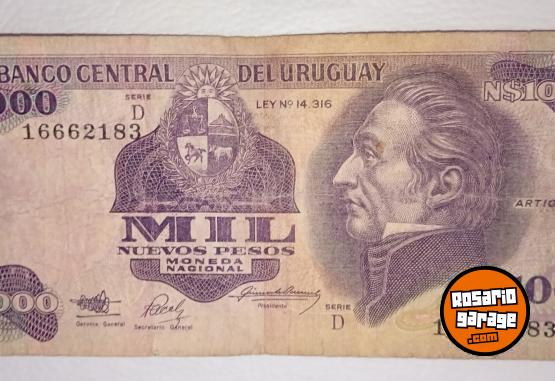 BANCO CENTRAL DEL URUGUAY
000
N$10
SERIE
D
LEY Nº 14.316
16662183
ARTIG
MIL
NUEVOS PESOS
MONEDA
NACIONAL
000
Gerente General
Secretario General
Presidente
SERIE
D
10
1
83
ROSARIO
garage
.com